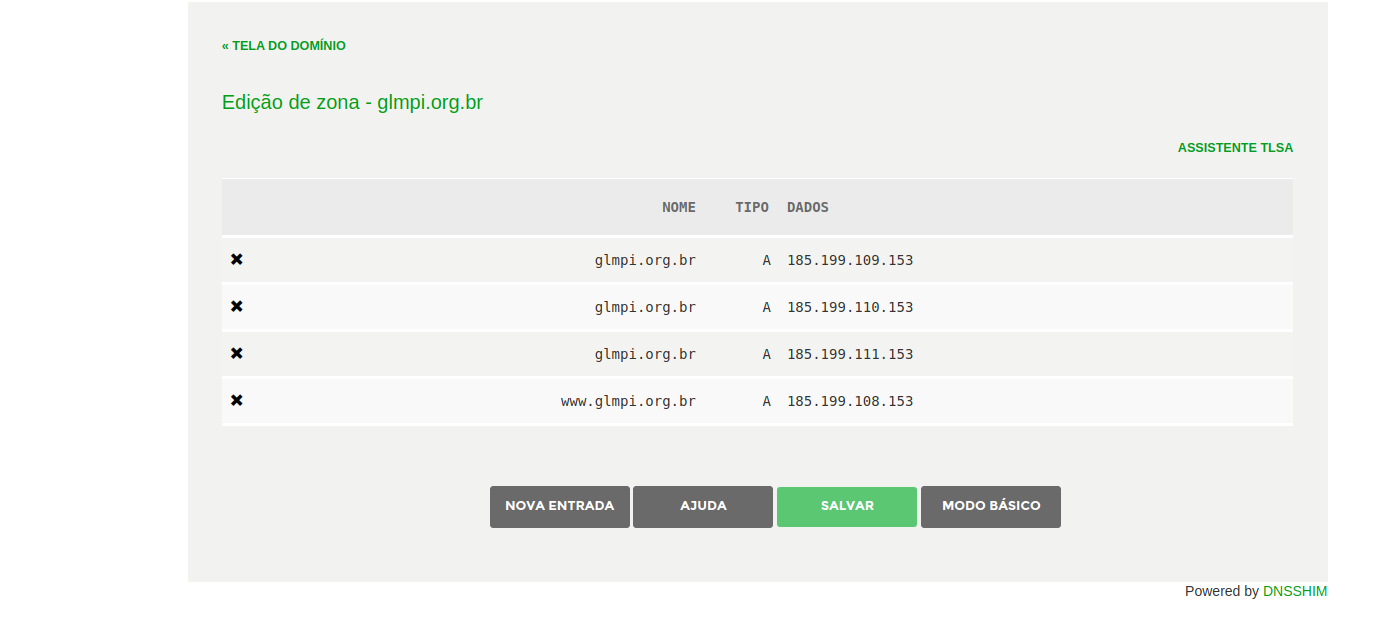 « TELA DO DOMÍNIO
Edição de zona - glmpi.org.br
ASSISTENTE TLSA
NOME TIPO DADOS
✖ glmpi.org.br A 185.199.109.153
✖ glmpi.org.br A 185.199.110.153
✖ glmpi.org.br A 185.199.111.153
✖ www.glmpi.org.br A 185.199.108.153
NOVA ENTRADA AJUDA SALVAR MODO BÁSICO
Powered by DNSSHIM